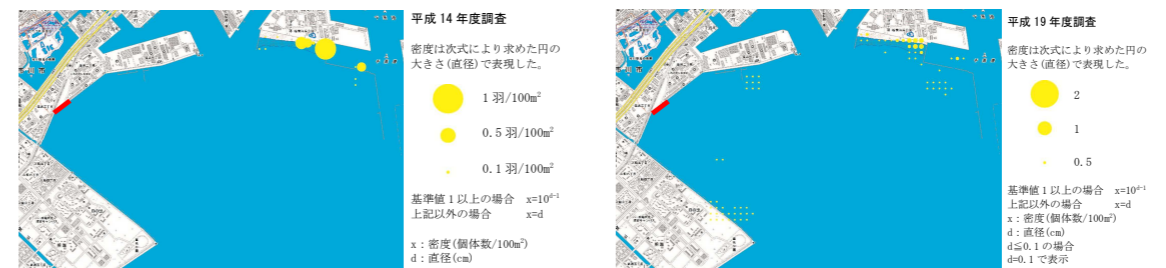 平成 14 年度調査
密度は次式により求めた円の
大きさ(直径)で表現した。
1 羽/100m²
0.5 羽/100m²
0.1 羽/100m²
基準値 1 以上の場合 x=10ᵈ⁻¹
上記以外の場合 x=d
x：密度(個体数/100m²)
d：直径(cm)
平成 19 年度調査
密度は次式により求めた円の
大きさ(直径)で表現した。
2
1
0.5
基準値 1 以上の場合 x=10ᵈ⁻¹
上記以外の場合 x=d
x：密度(個体数/100m²)
d：直径(cm)
d≦0.1 の場合
d=0.1 で表示